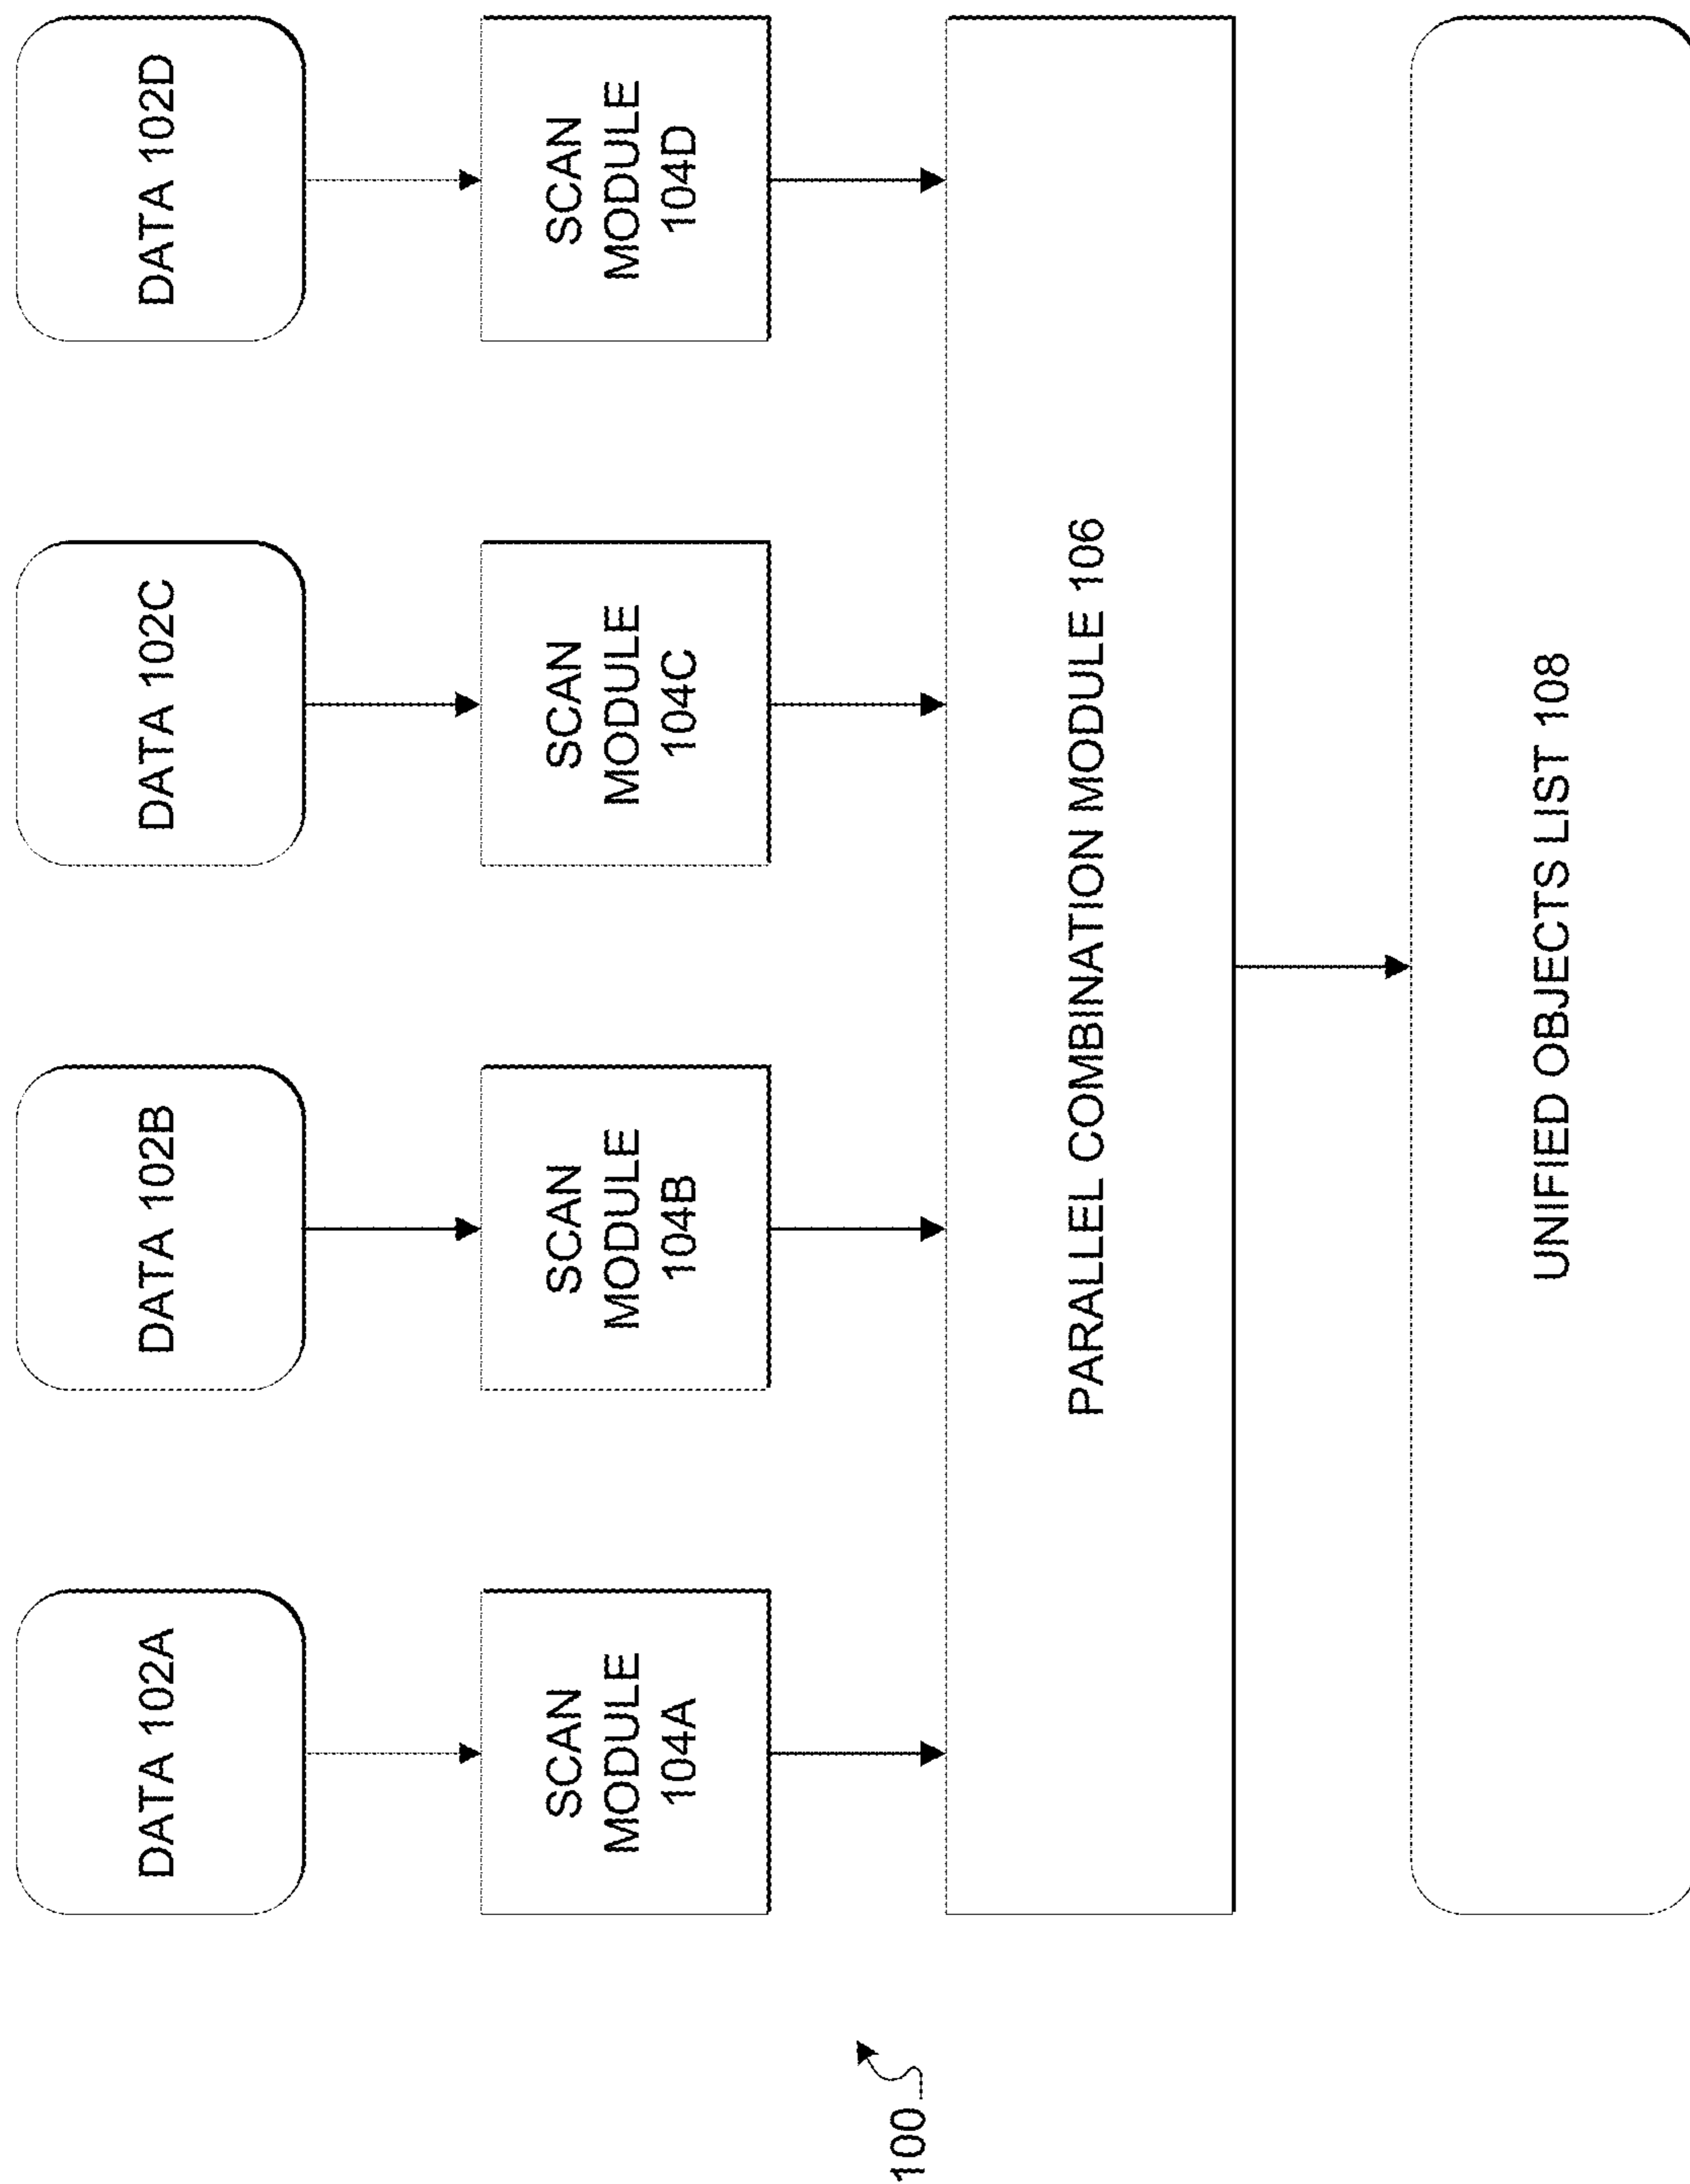 DATA 102A
DATA 102B
DATA 102C
DATA 102D
SCAN
MODULE
104A
SCAN
MODULE
104B
SCAN
MODULE
104C
SCAN
MODULE
104D
PARALLEL COMBINATION MODULE 106
UNIFIED OBJECTS LIST 108
100